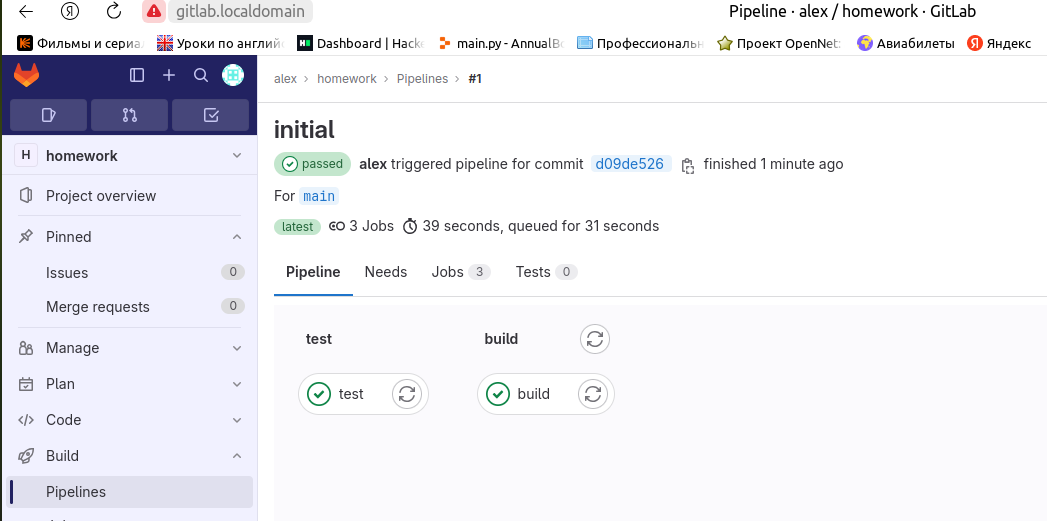 gitlab.localdomain Pipeline · alex / homework · GitLab
Фильмы и сериа Уроки по англий Dashboard | Hack main.py - AnnualBo Профессиональн Проект OpenNet: Авиабилеты Яндекс
alex > homework > Pipelines > #1
initial
passed alex triggered pipeline for commit d09de526 finished 1 minute ago
For main
latest 3 Jobs 39 seconds, queued for 31 seconds
Pipeline Needs Jobs 3 Tests 0
test build
test build
H homework
Project overview
Pinned
Issues 0
Merge requests 0
Manage
Plan
Code
Build
Pipelines